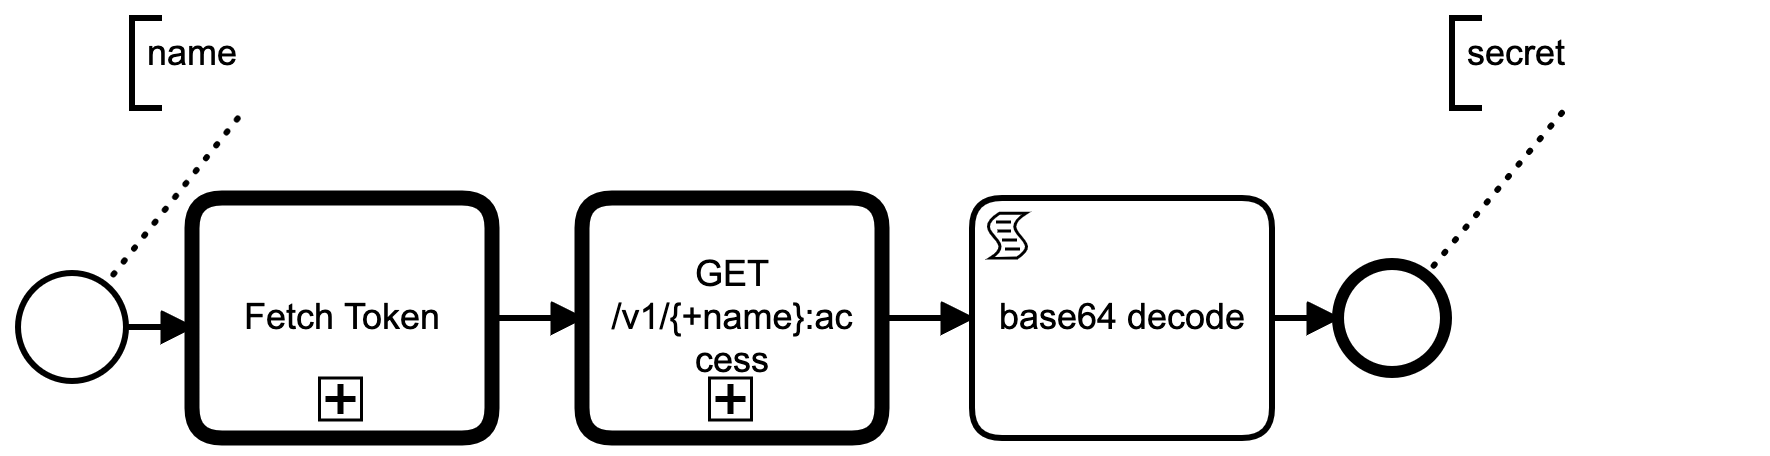 name
secret
Fetch Token
GET
/v1/{+name}:ac
cess
base64 decode